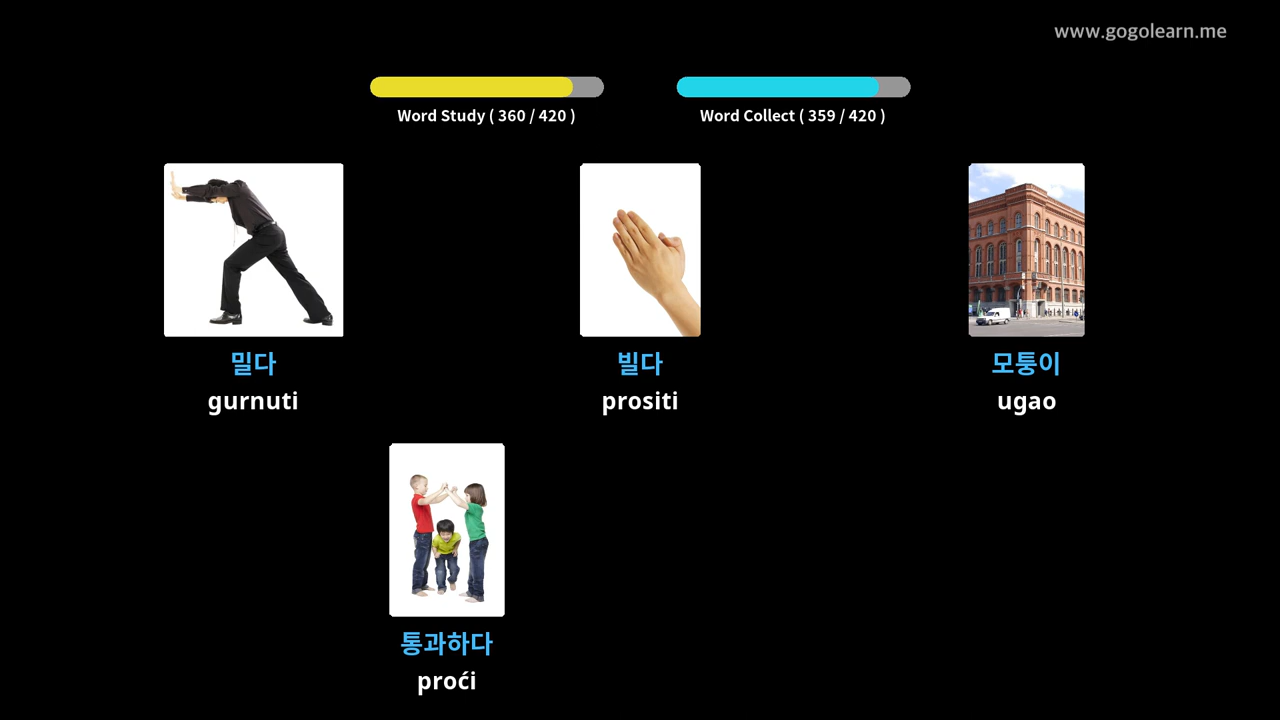 www.gogolearn.me
Word Study ( 360 / 420 )
Word Collect ( 359 / 420 )
밀다
gurnuti
빌다
prositi
모퉁이
ugao
통과하다
proći